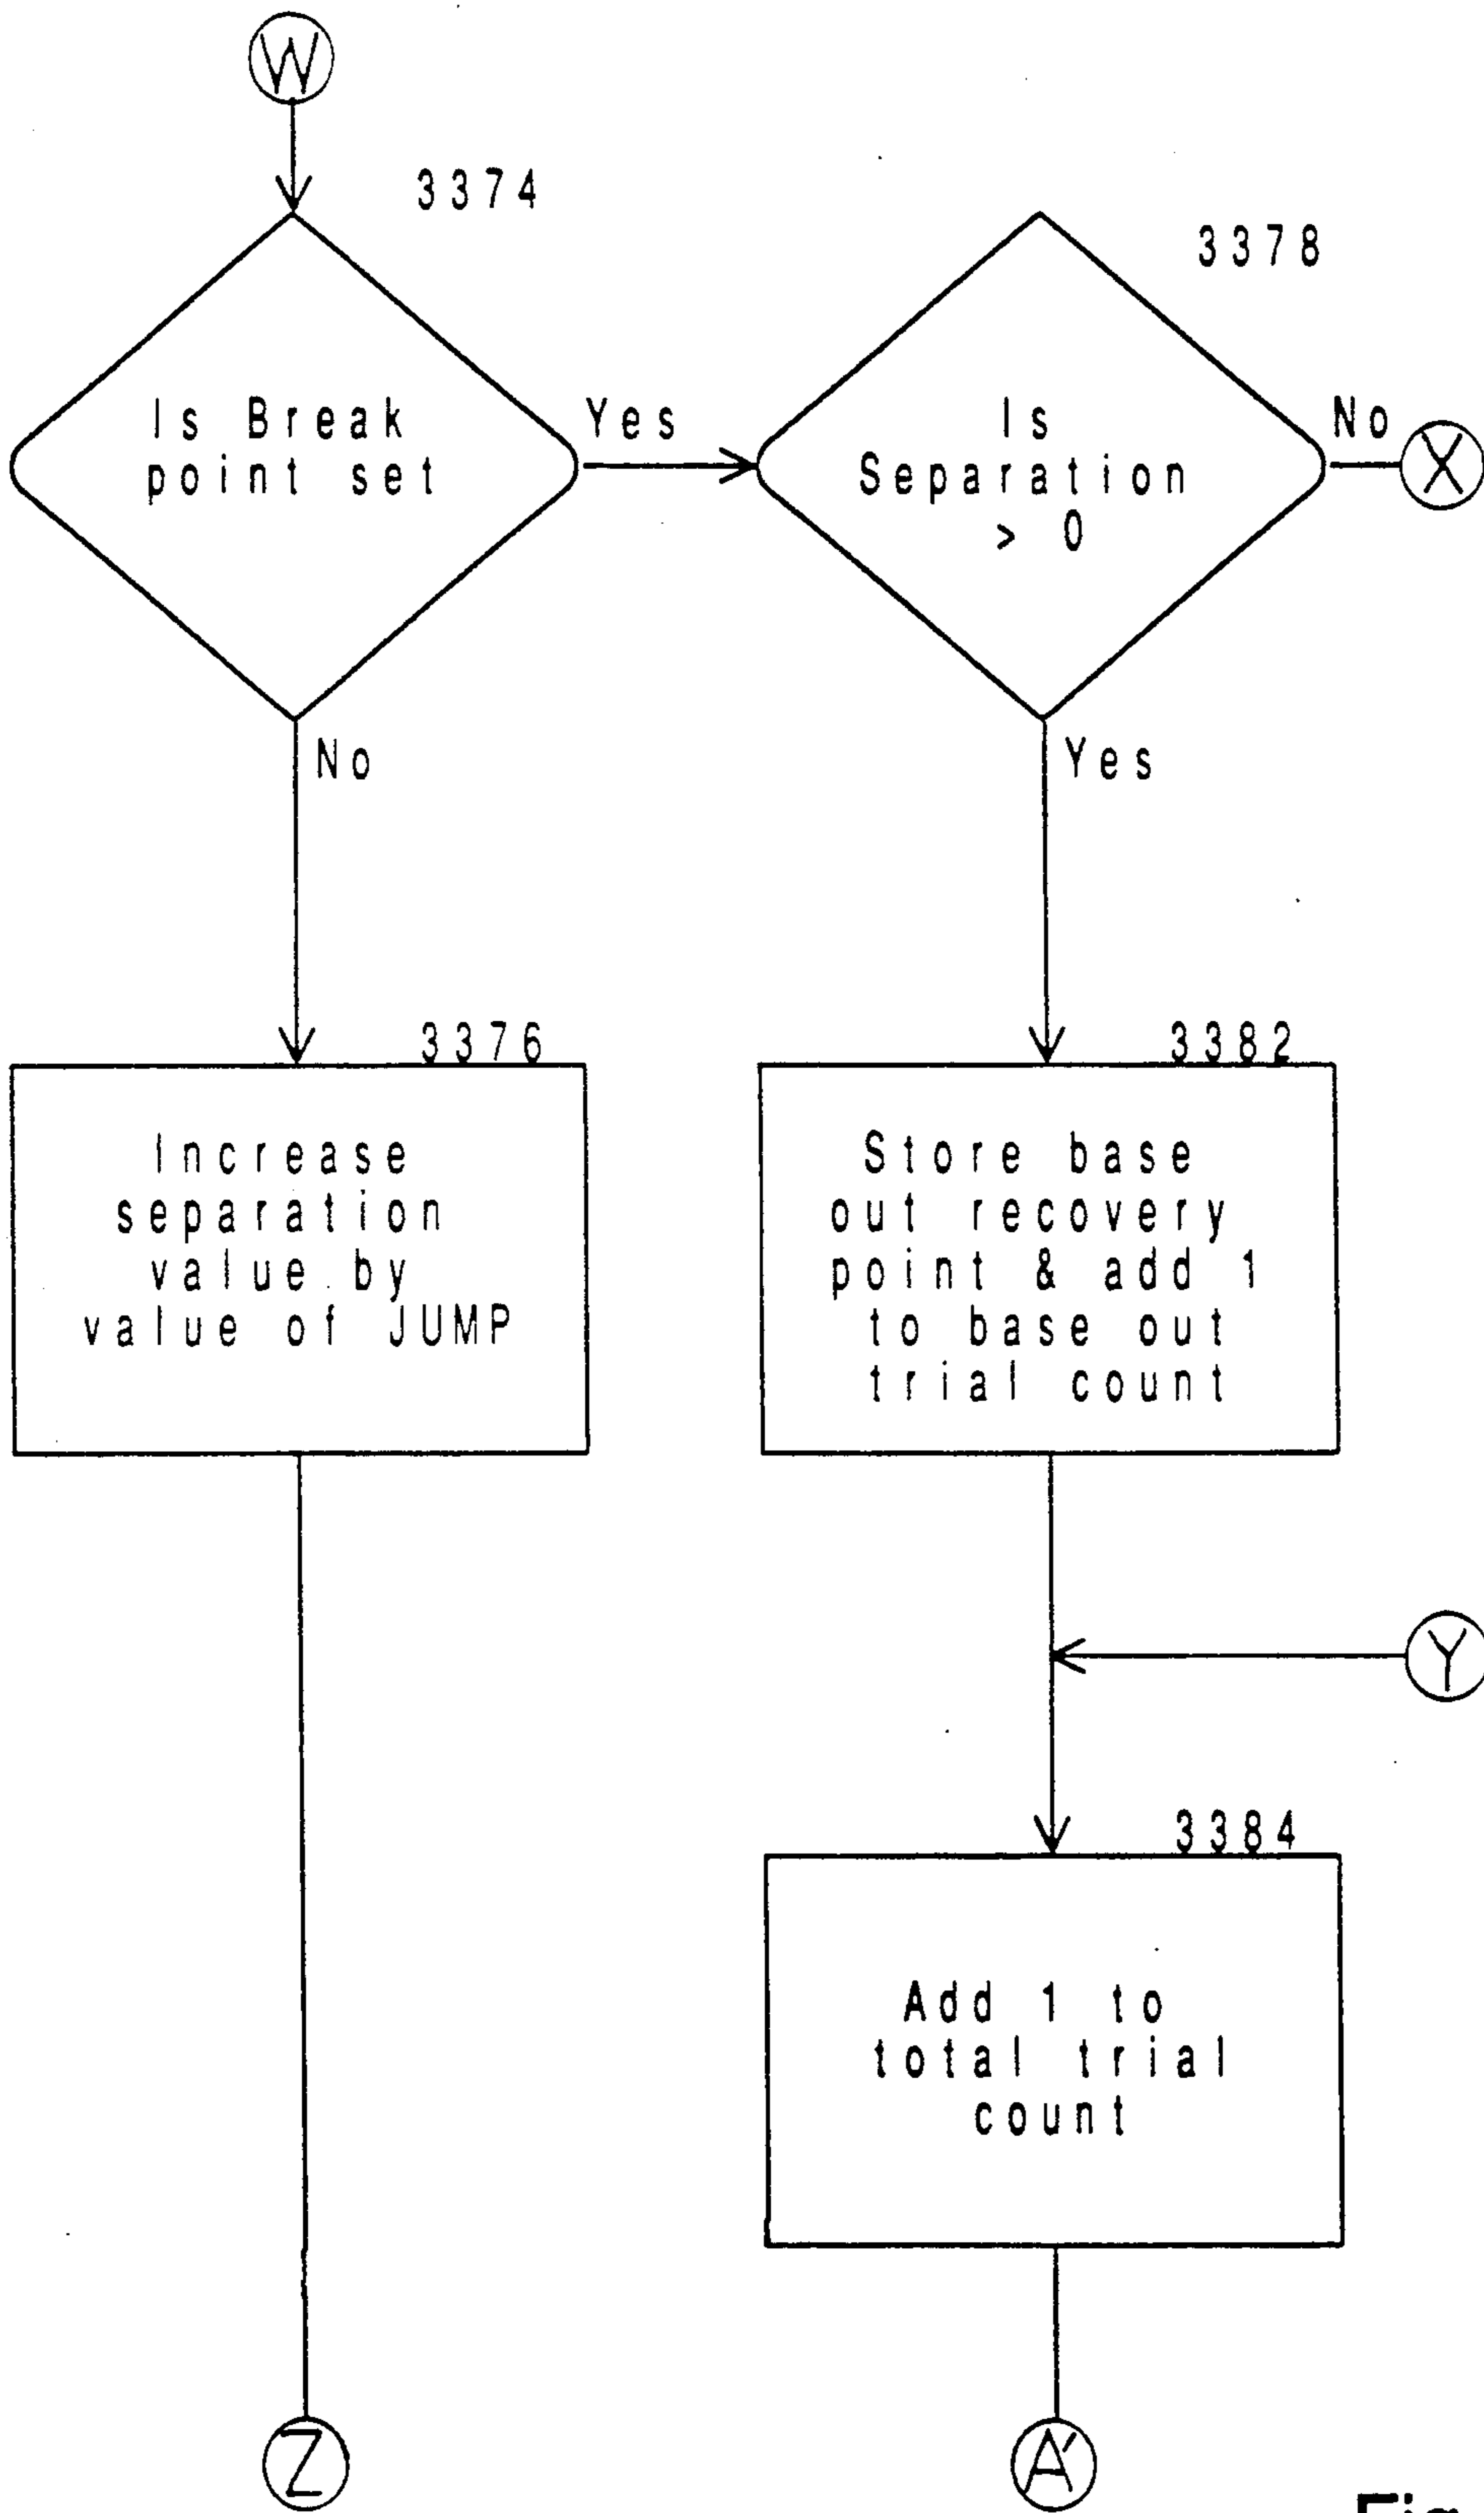 W
3374
Is Break
point set
Yes
3378
Is
Separation
> 0
No
X
No
Yes
3376
Increase
separation
value by
value of JUMP
3382
Store base
out recovery
point & add 1
to base out
trial count
Y
3384
Add 1 to
total trial
count
Z
A'